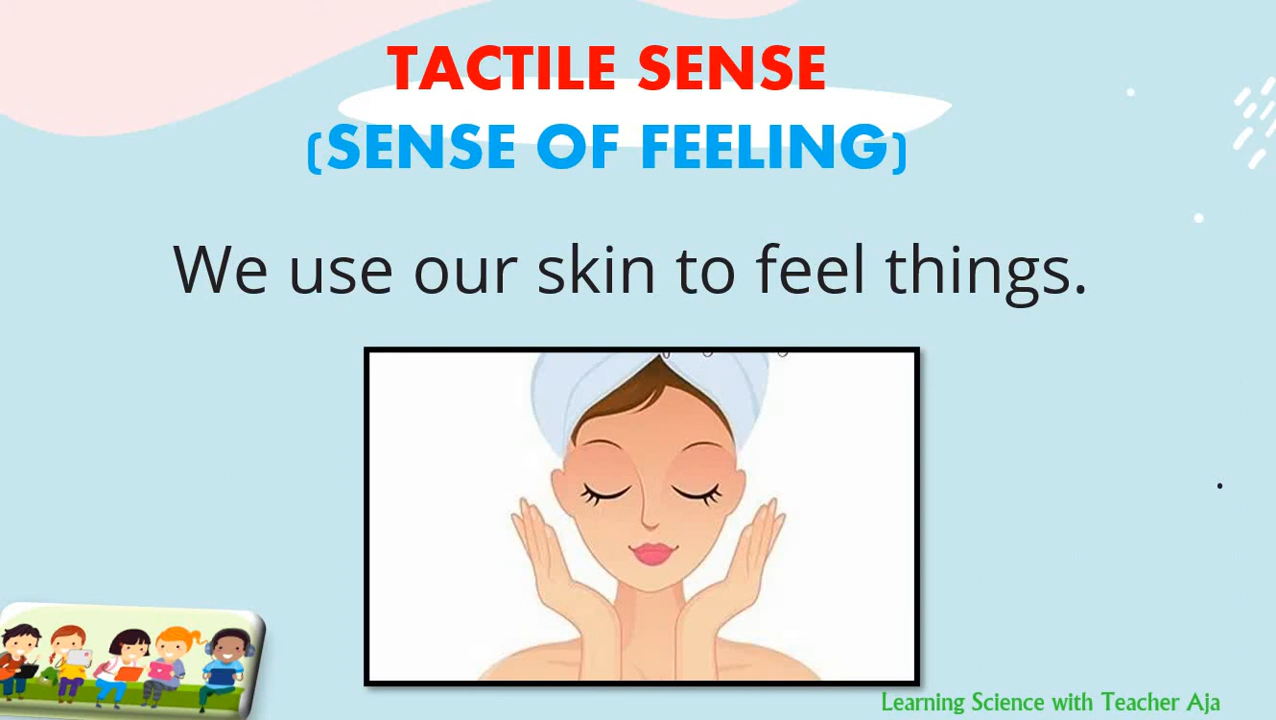 TACTILE SENSE
(SENSE OF FEELING)
We use our skin to feel things.
Learning Science with Teacher Aja